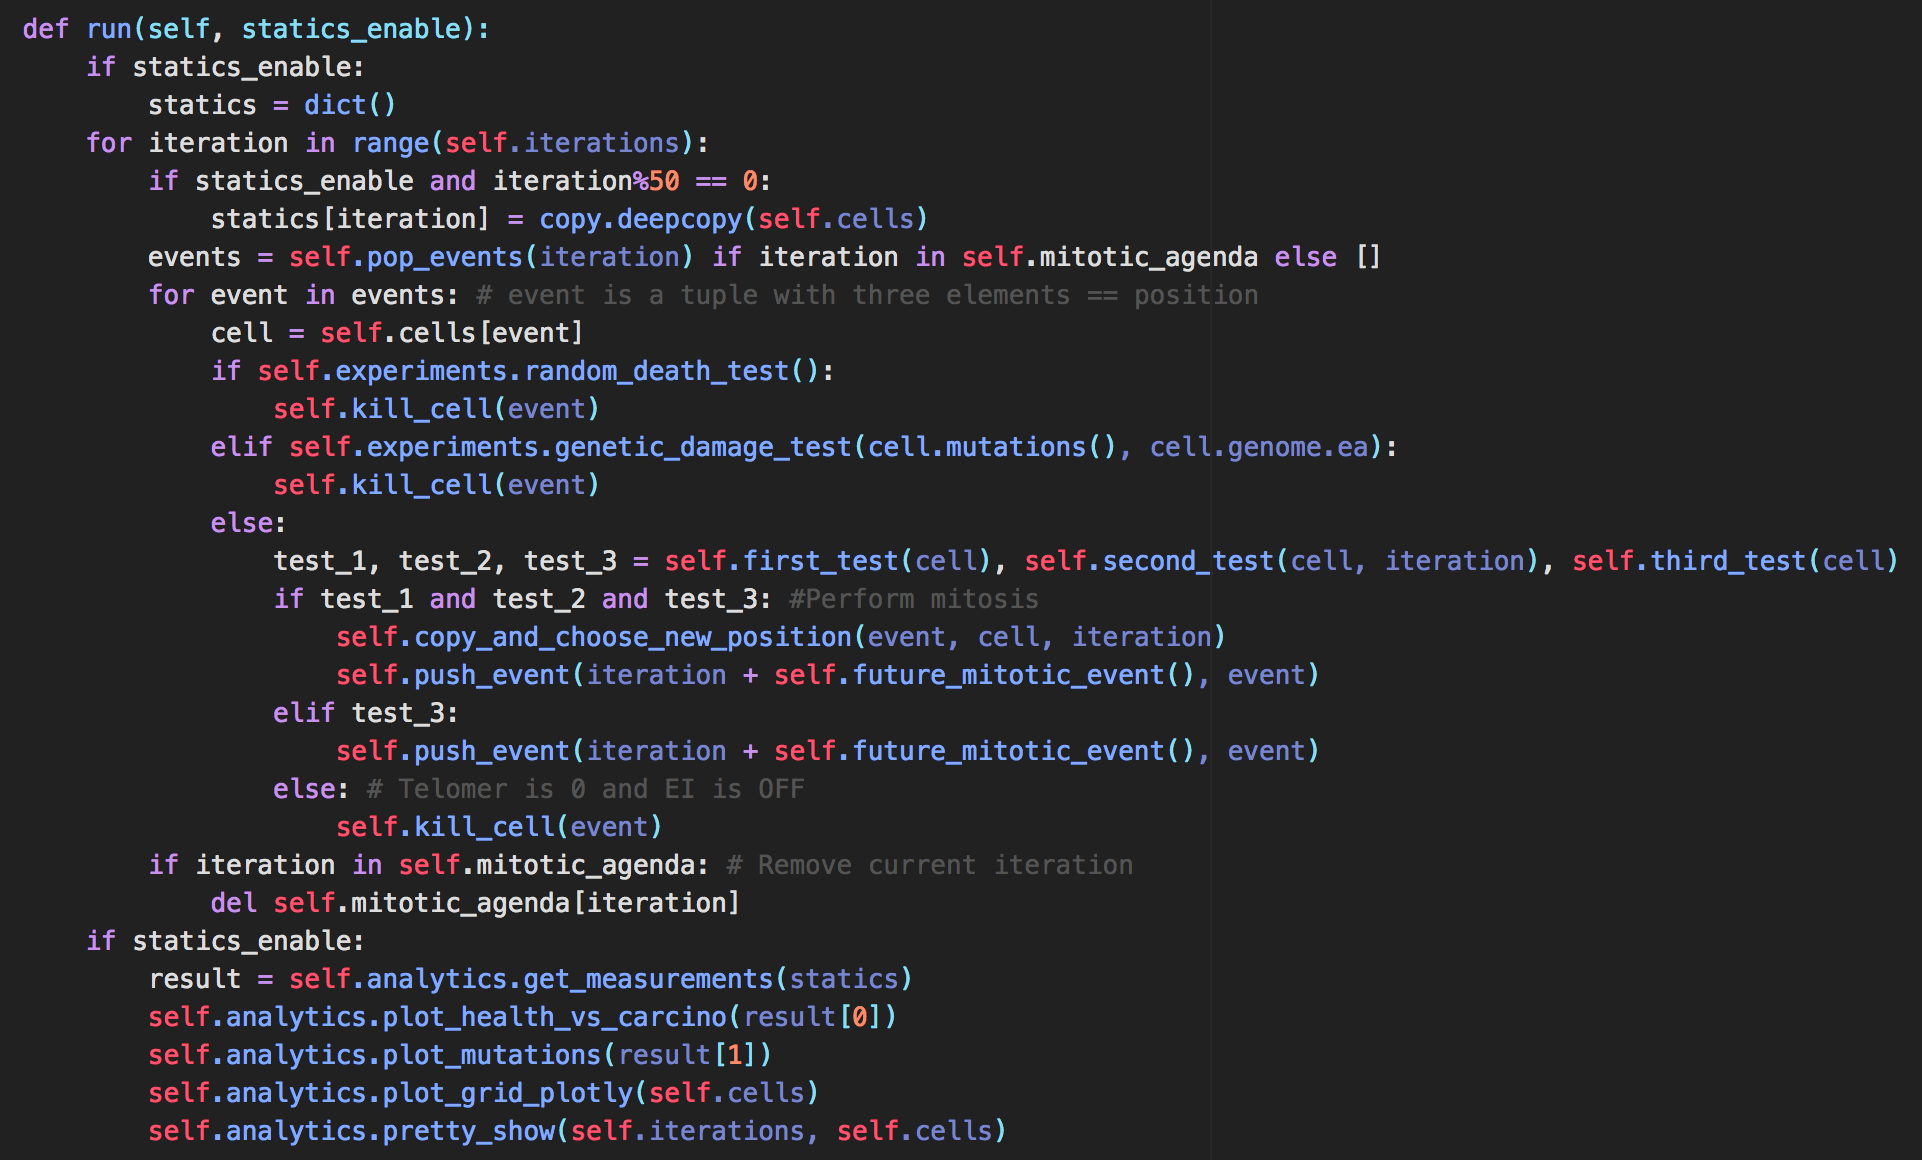 def run(self, statics_enable):
    if statics_enable:
        statics = dict()
    for iteration in range(self.iterations):
        if statics_enable and iteration%50 == 0:
            statics[iteration] = copy.deepcopy(self.cells)
        events = self.pop_events(iteration) if iteration in self.mitotic_agenda else []
        for event in events: # event is a tuple with three elements == position
            cell = self.cells[event]
            if self.experiments.random_death_test():
                self.kill_cell(event)
            elif self.experiments.genetic_damage_test(cell.mutations(), cell.genome.ea):
                self.kill_cell(event)
            else:
                test_1, test_2, test_3 = self.first_test(cell), self.second_test(cell, iteration), self.third_test(cell)
                if test_1 and test_2 and test_3: #Perform mitosis
                    self.copy_and_choose_new_position(event, cell, iteration)
                    self.push_event(iteration + self.future_mitotic_event(), event)
                elif test_3:
                    self.push_event(iteration + self.future_mitotic_event(), event)
                else: # Telomer is 0 and EI is OFF
                    self.kill_cell(event)
        if iteration in self.mitotic_agenda: # Remove current iteration
            del self.mitotic_agenda[iteration]
    if statics_enable:
        result = self.analytics.get_measurements(statics)
        self.analytics.plot_health_vs_carcino(result[0])
        self.analytics.plot_mutations(result[1])
        self.analytics.plot_grid_plotly(self.cells)
        self.analytics.pretty_show(self.iterations, self.cells)